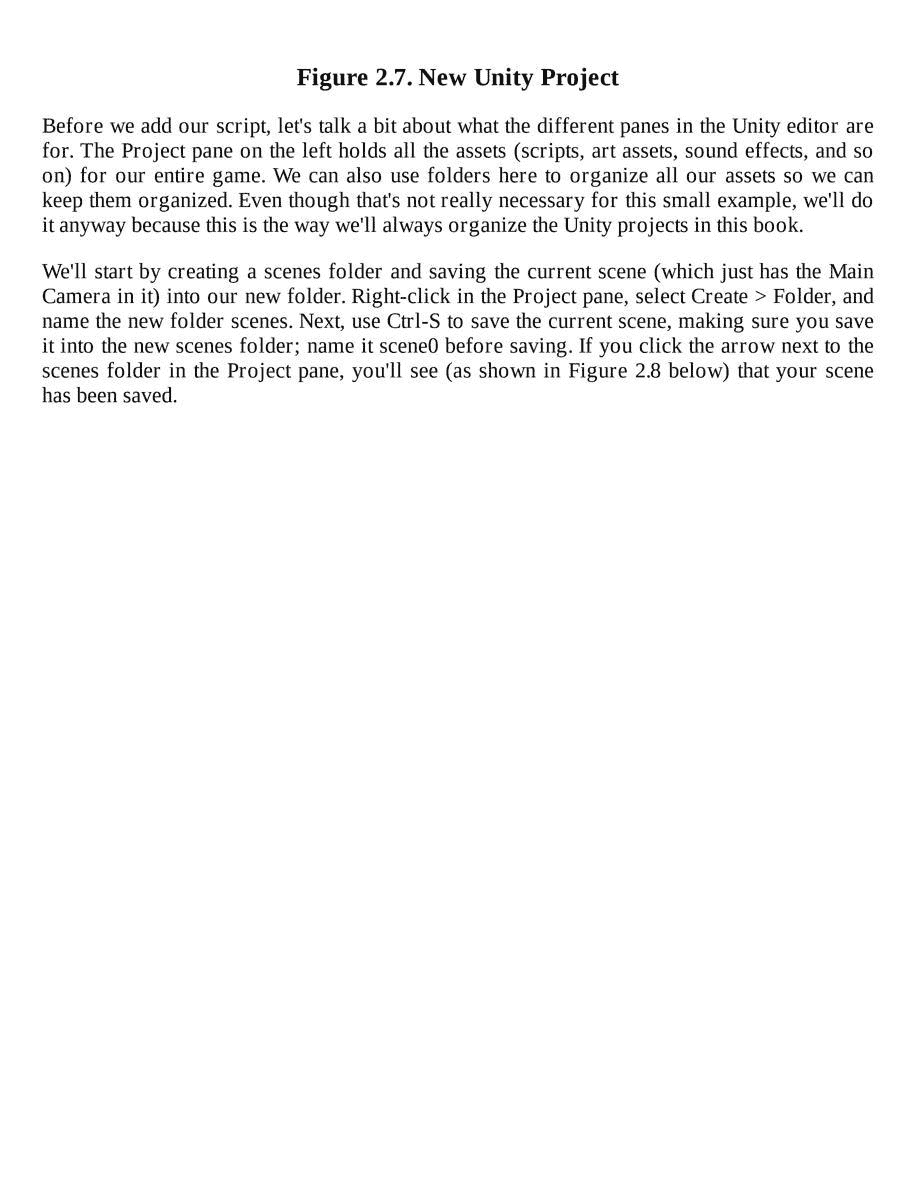 Figure 2.7. New Unity Project
Before we add our script, let's talk a bit about what the different panes in the Unity editor are
for. The Project pane on the left holds all the assets (scripts, art assets, sound effects, and so
on) for our entire game. We can also use folders here to organize all our assets so we can
keep them organized. Even though that's not really necessary for this small example, we'll do
it anyway because this is the way we'll always organize the Unity projects in this book.
We'll start by creating a scenes folder and saving the current scene (which just has the Main
Camera in it) into our new folder. Right-click in the Project pane, select Create > Folder, and
name the new folder scenes. Next, use Ctrl-S to save the current scene, making sure you save
it into the new scenes folder; name it scene0 before saving. If you click the arrow next to the
scenes folder in the Project pane, you'll see (as shown in Figure 2.8 below) that your scene
has been saved.